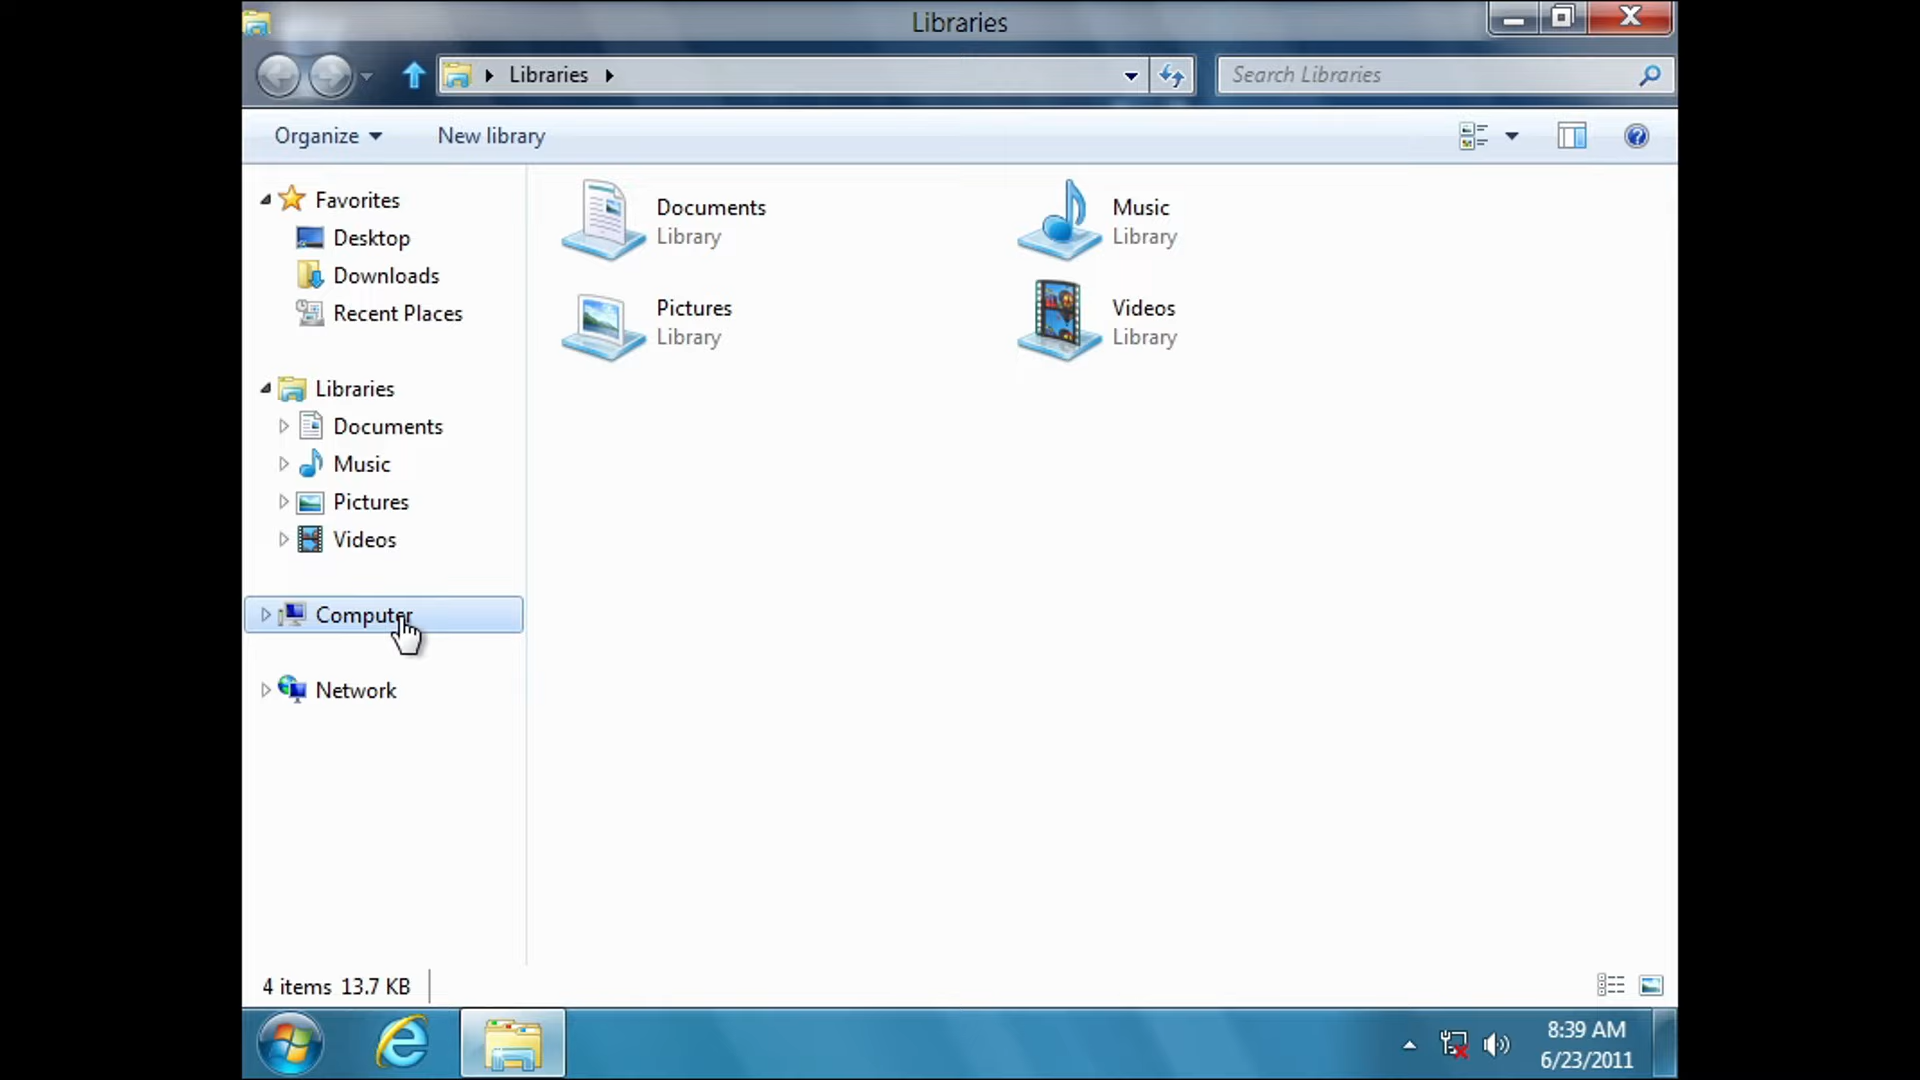 Libraries
Libraries
Search Libraries
Organize
New library
Favorites
Desktop
Downloads
Recent Places
Libraries
Documents
Music
Pictures
Videos
Computer
Network
Documents
Library
Music
Library
Pictures
Library
Videos
Library
4 items 13.7 KB
8:39 AM
6/23/2011